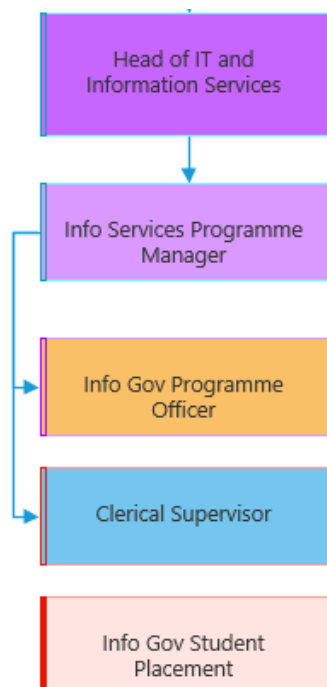 Head of IT and
Information Services
Info Services Programme
Manager
Info Gov Programme
Officer
Clerical Supervisor
Info Gov Student
Placement